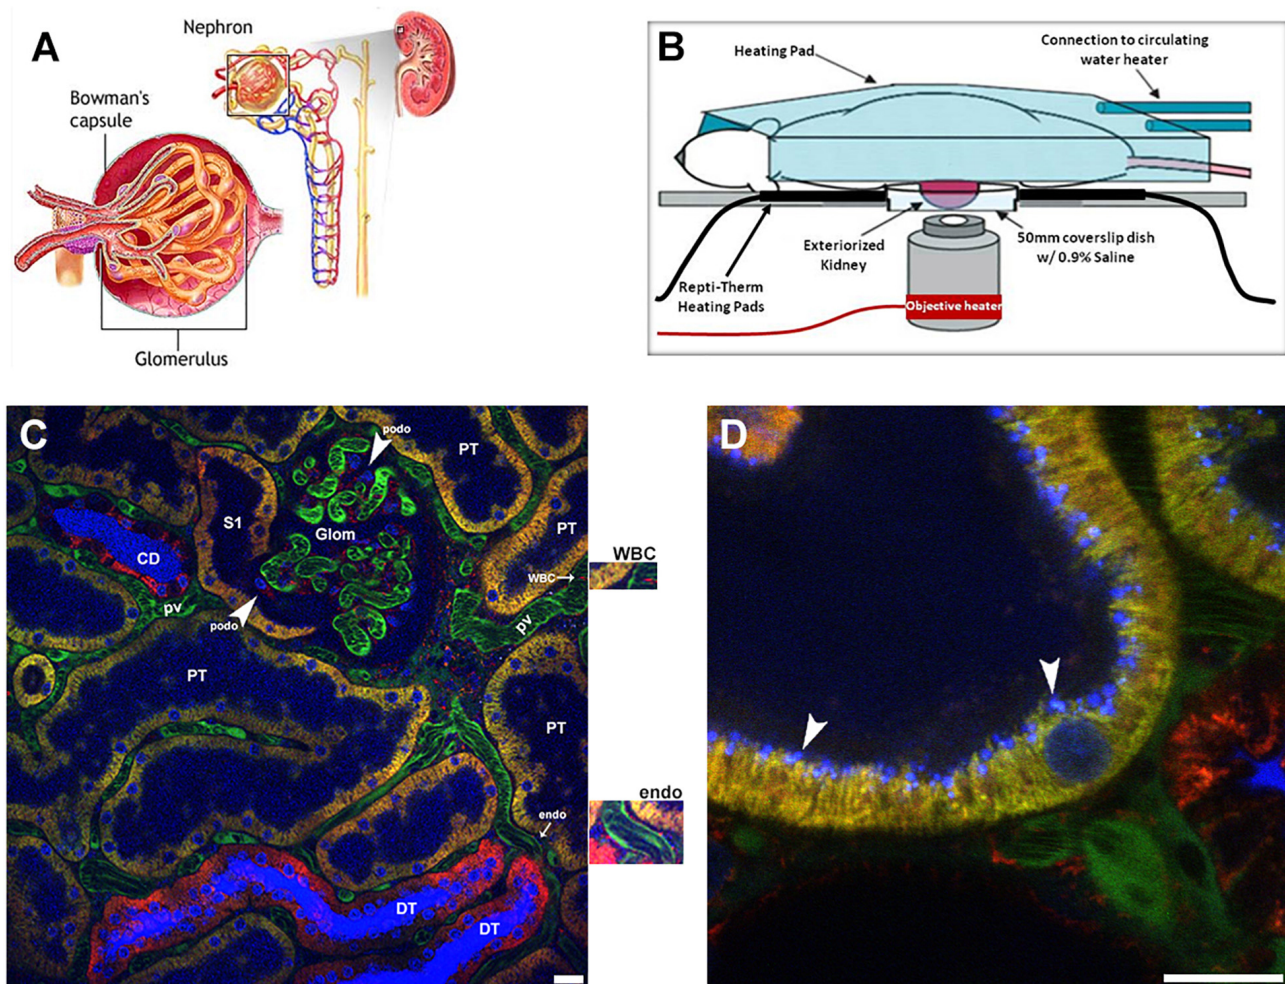 A
Nephron
Bowman's
capsule
Glomerulus
B
Heating Pad
Connection to circulating
water heater
Exteriorized
Kidney
50mm coverslip dish
w/ 0.9% Saline
Repti-Therm
Heating Pads
Objective heater
C
podo
PT
S1
PT
Glom
CD
WBC
WBC
pv
podo
pv
PT
PT
endo
endo
DT
DT
D